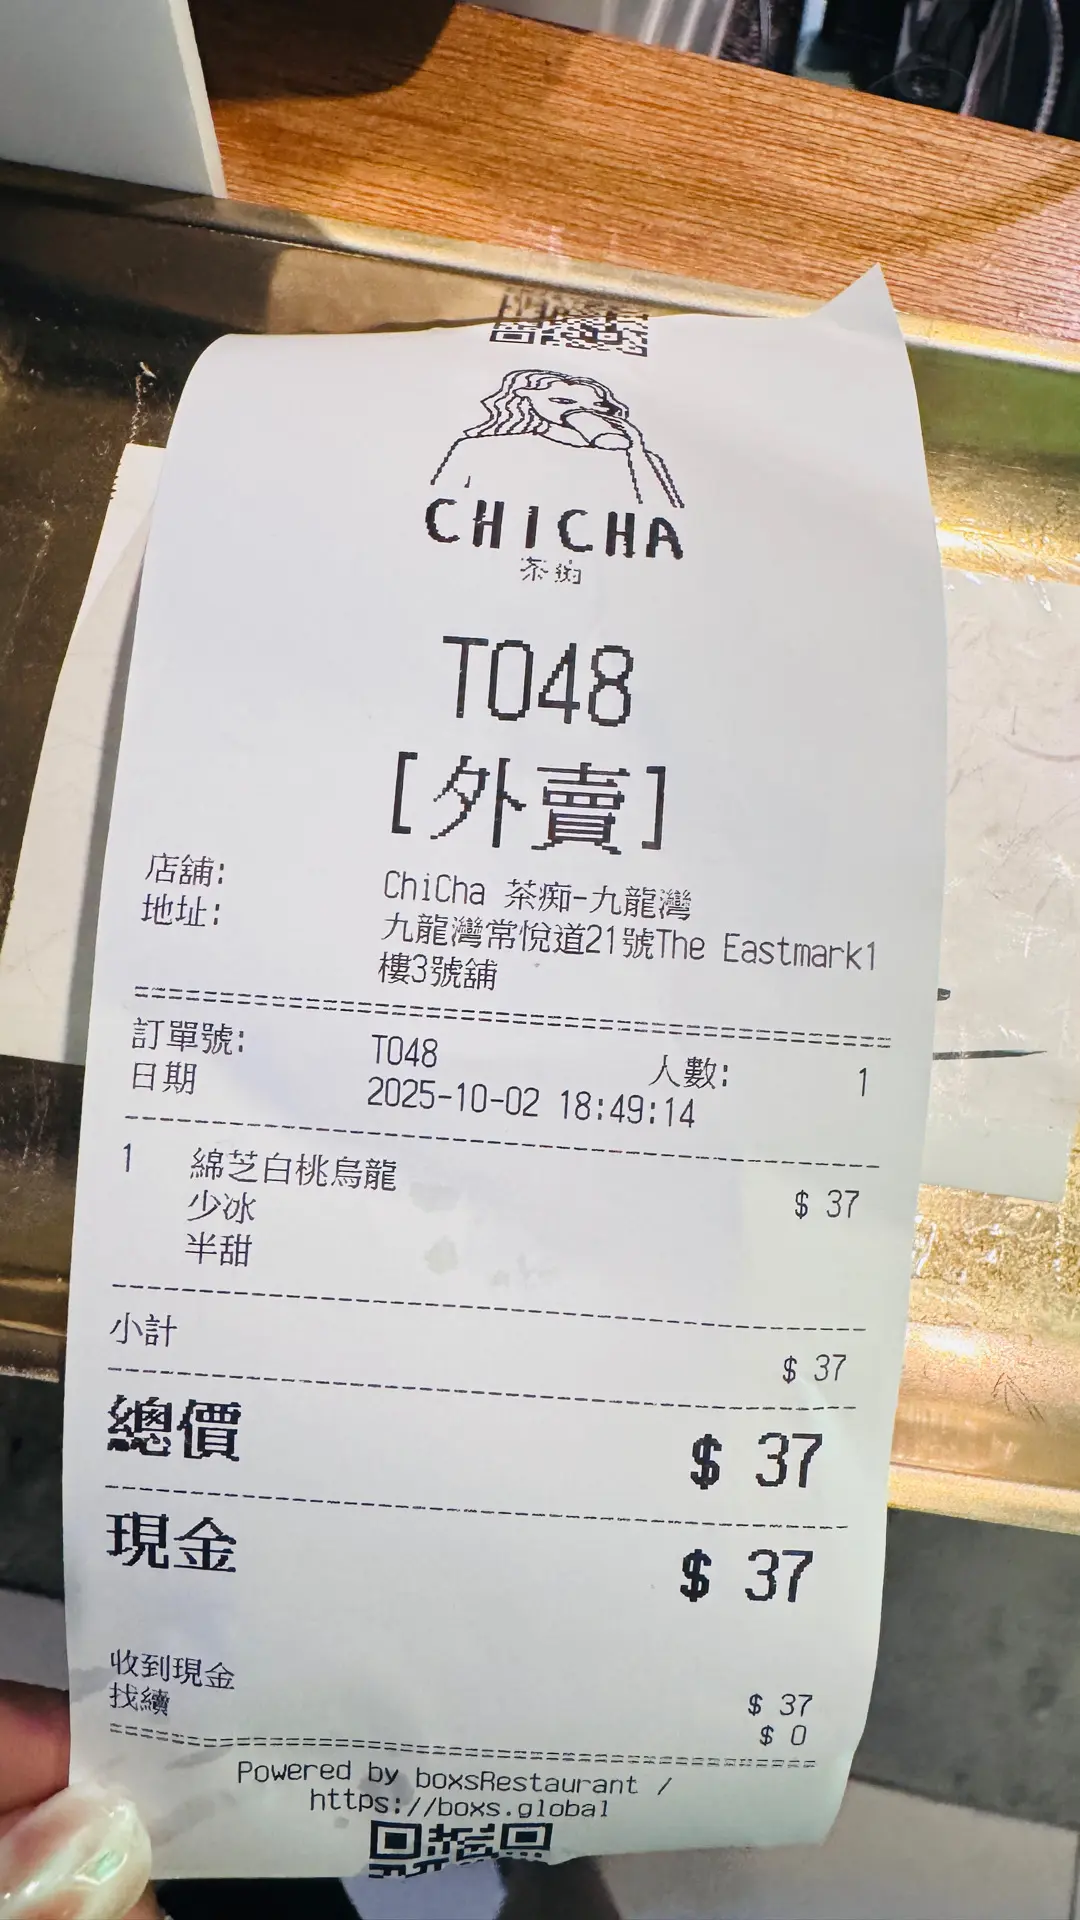 CHICHA
茶痴
T048
[外賣]
店舖: ChiCha 茶痴-九龍灣
地址: 九龍灣常悅道21號The Eastmark1
樓3號舖
訂單號: T048 人數: 1
日期 2025-10-02 18:49:14
1 綿芝白桃烏龍 $ 37
少冰
半甜
小計 $ 37
總價 $ 37
現金 $ 37
收到現金 $ 37
找續 $ 0
Powered by boxsRestaurant /
https://boxs.global